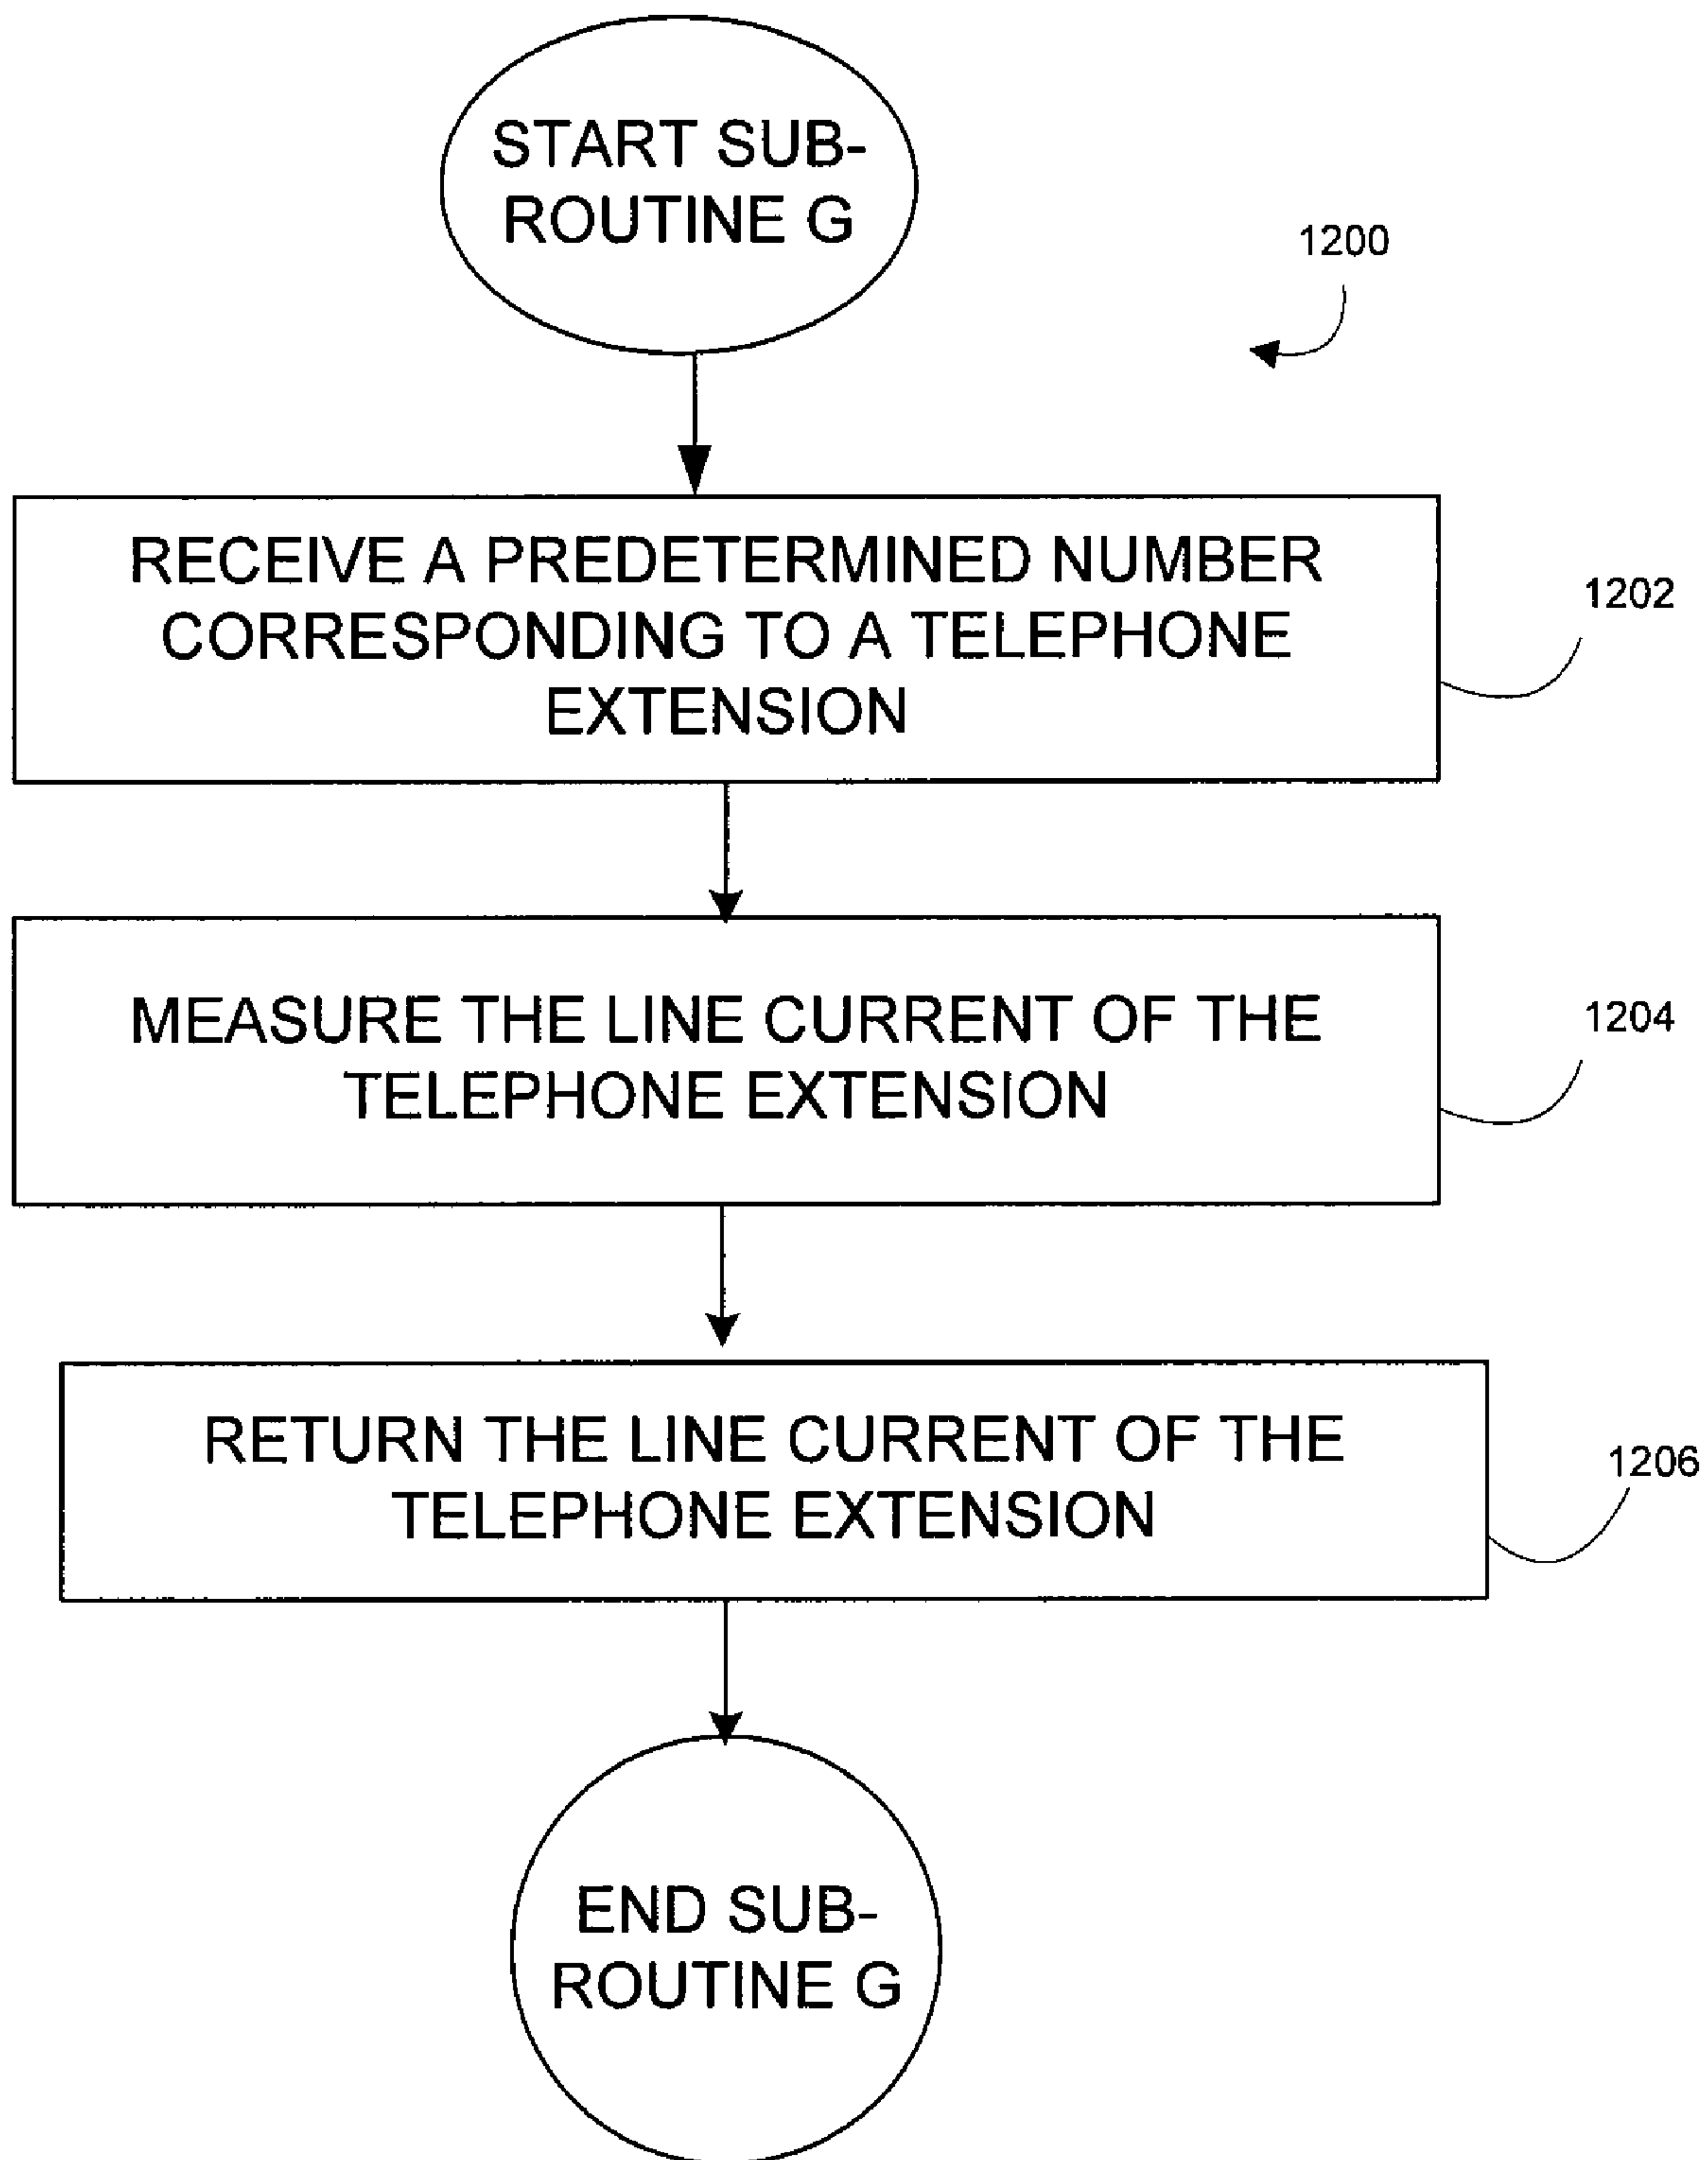 START SUB-
ROUTINE G
1200
RECEIVE A PREDETERMINED NUMBER
CORRESPONDING TO A TELEPHONE
EXTENSION
1202
MEASURE THE LINE CURRENT OF THE
TELEPHONE EXTENSION
1204
RETURN THE LINE CURRENT OF THE
TELEPHONE EXTENSION
1206
END SUB-
ROUTINE G